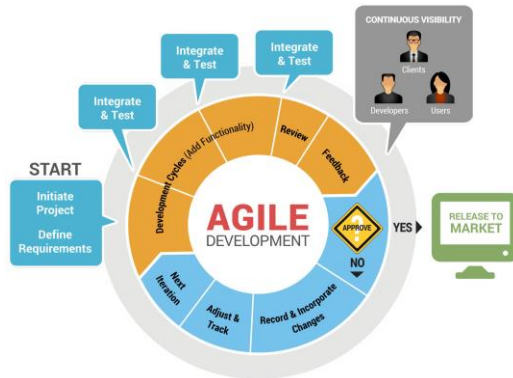 CONTINUOUS VISIBILITY
Clients
Developers
Users
Integrate
& Test
Integrate
& Test
Integrate
& Test
START
Initiate
Project
Define
Requirements
Development Cycles (Add Functionality)
Review
Feedback
AGILE
DEVELOPMENT
?
APPROVE
YES
NO
RELEASE TO
MARKET
Record & Incorporate
Changes
Adjust &
Track
Next
Iteration